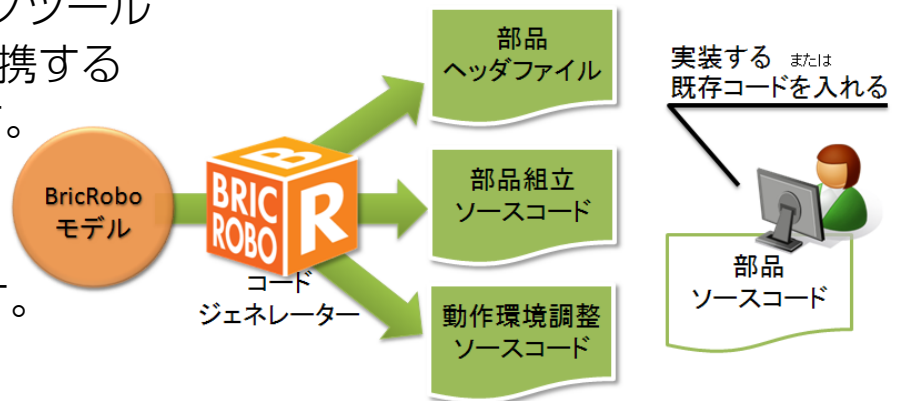 ツール
携する
。
BricRobo
モデル
B
BRIC
ROBO
R
コード
ジェネレーター
部品
ヘッダファイル
部品組立
ソースコード
動作環境調整
ソースコード
実装する または
既存コードを入れる
部品
ソースコード
。